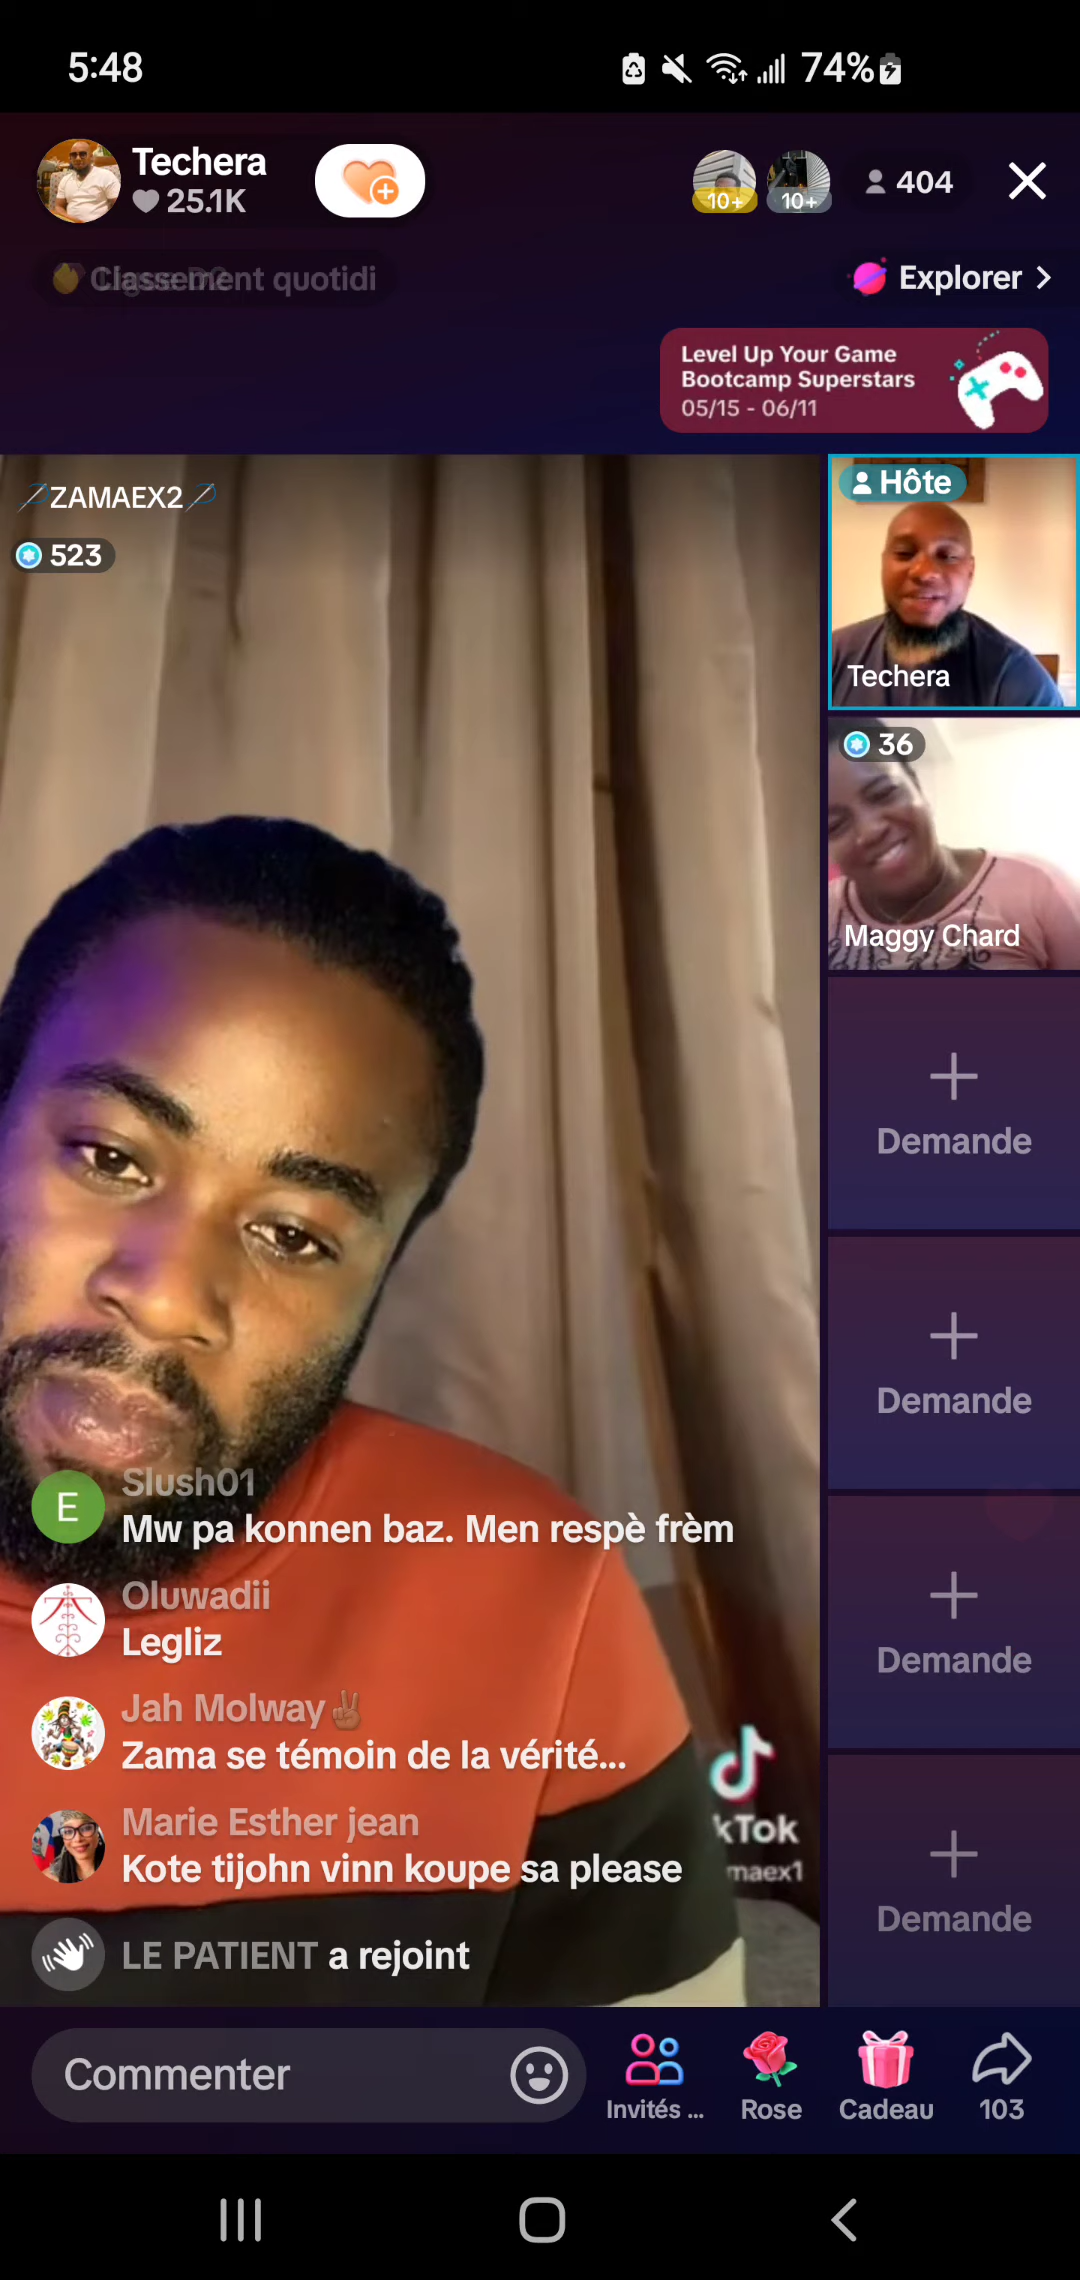 5:48
74%
Techera
25.1K
10+
10+
404
Classement quotidi
Explorer
Level Up Your Game
Bootcamp Superstars
05/15 - 06/11
ZAMAEX2
523
Hôte
Techera
36
Maggy Chard
Demande
Demande
Demande
Demande
Slush01
E
Mw pa konnen baz. Men respè frèm
Oluwadii
Legliz
Jah Molway✌🏾
Zama se témoin de la vérité...
Marie Esther jean
Kote tijohn vinn koupe sa please
kTok
maex1
LE PATIENT a rejoint
Commenter
Invités ...
Rose
Cadeau
103